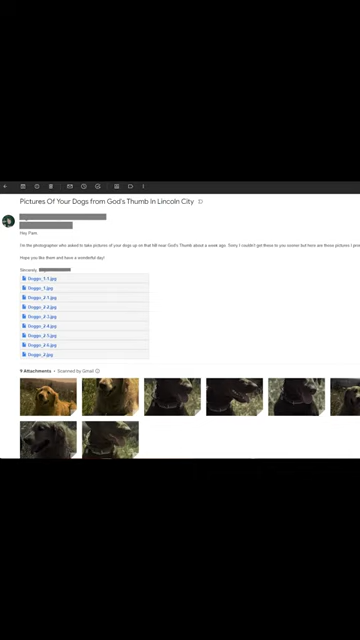 Pictures Of Your Dogs from God's Thumb In Lincoln City
Hey Pam,
I'm the photographer who asked to take pictures of your dogs up on that hill near God's Thumb about a week ago. Sorry I couldn't get these to you sooner but here are those pictures I
Hope you like them and have a wonderful day!
Sincerely,
Doggo_1-1.jpg
Doggo_1.jpg
Doggo_2-1.jpg
Doggo_2-2.jpg
Doggo_2-3.jpg
Doggo_2-4.jpg
Doggo_2-5.jpg
Doggo_2-6.jpg
Doggo_2.jpg
9 Attachments • Scanned by Gmail